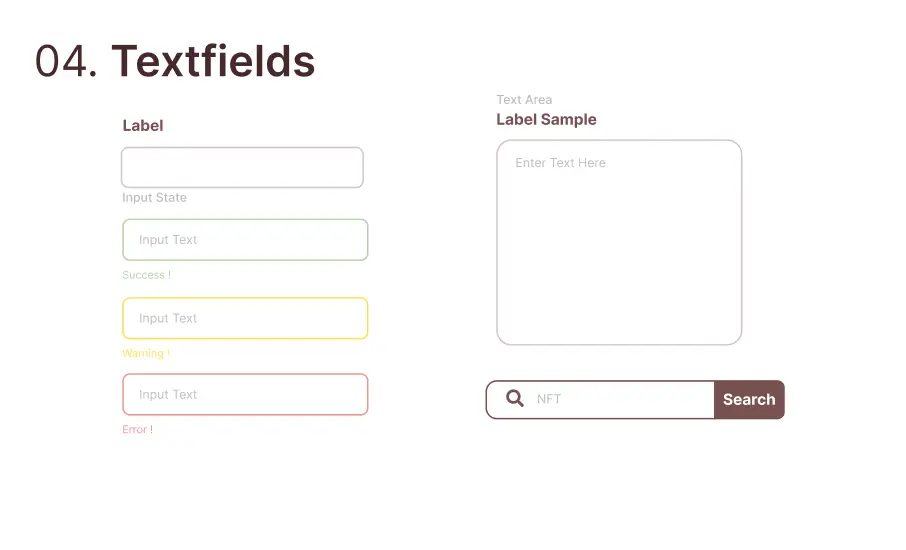 04. Textfields
Label
Input State
Input Text
Success !
Input Text
Warning !
Input Text
Error !
Text Area
Label Sample
Enter Text Here
NFT
Search